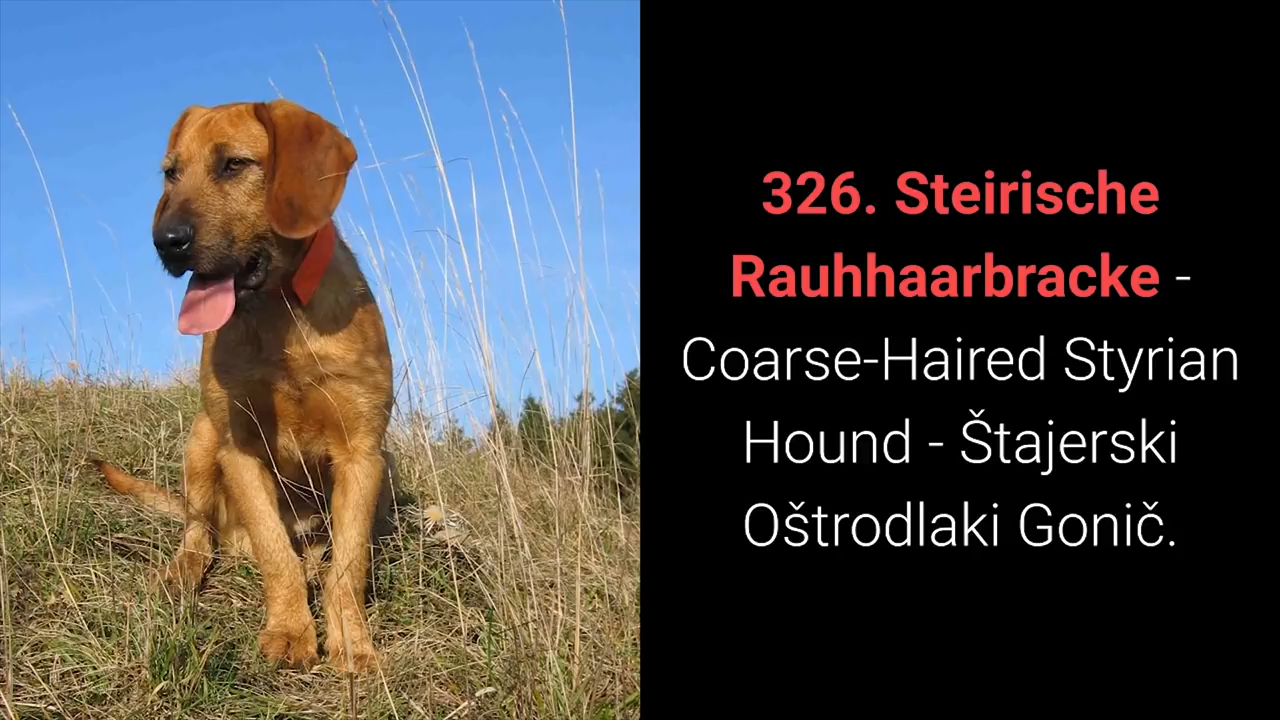 326. Steirische
Rauhhaarbracke -
Coarse-Haired Styrian
Hound - Štajerski
Oštrodlaki Gonič.